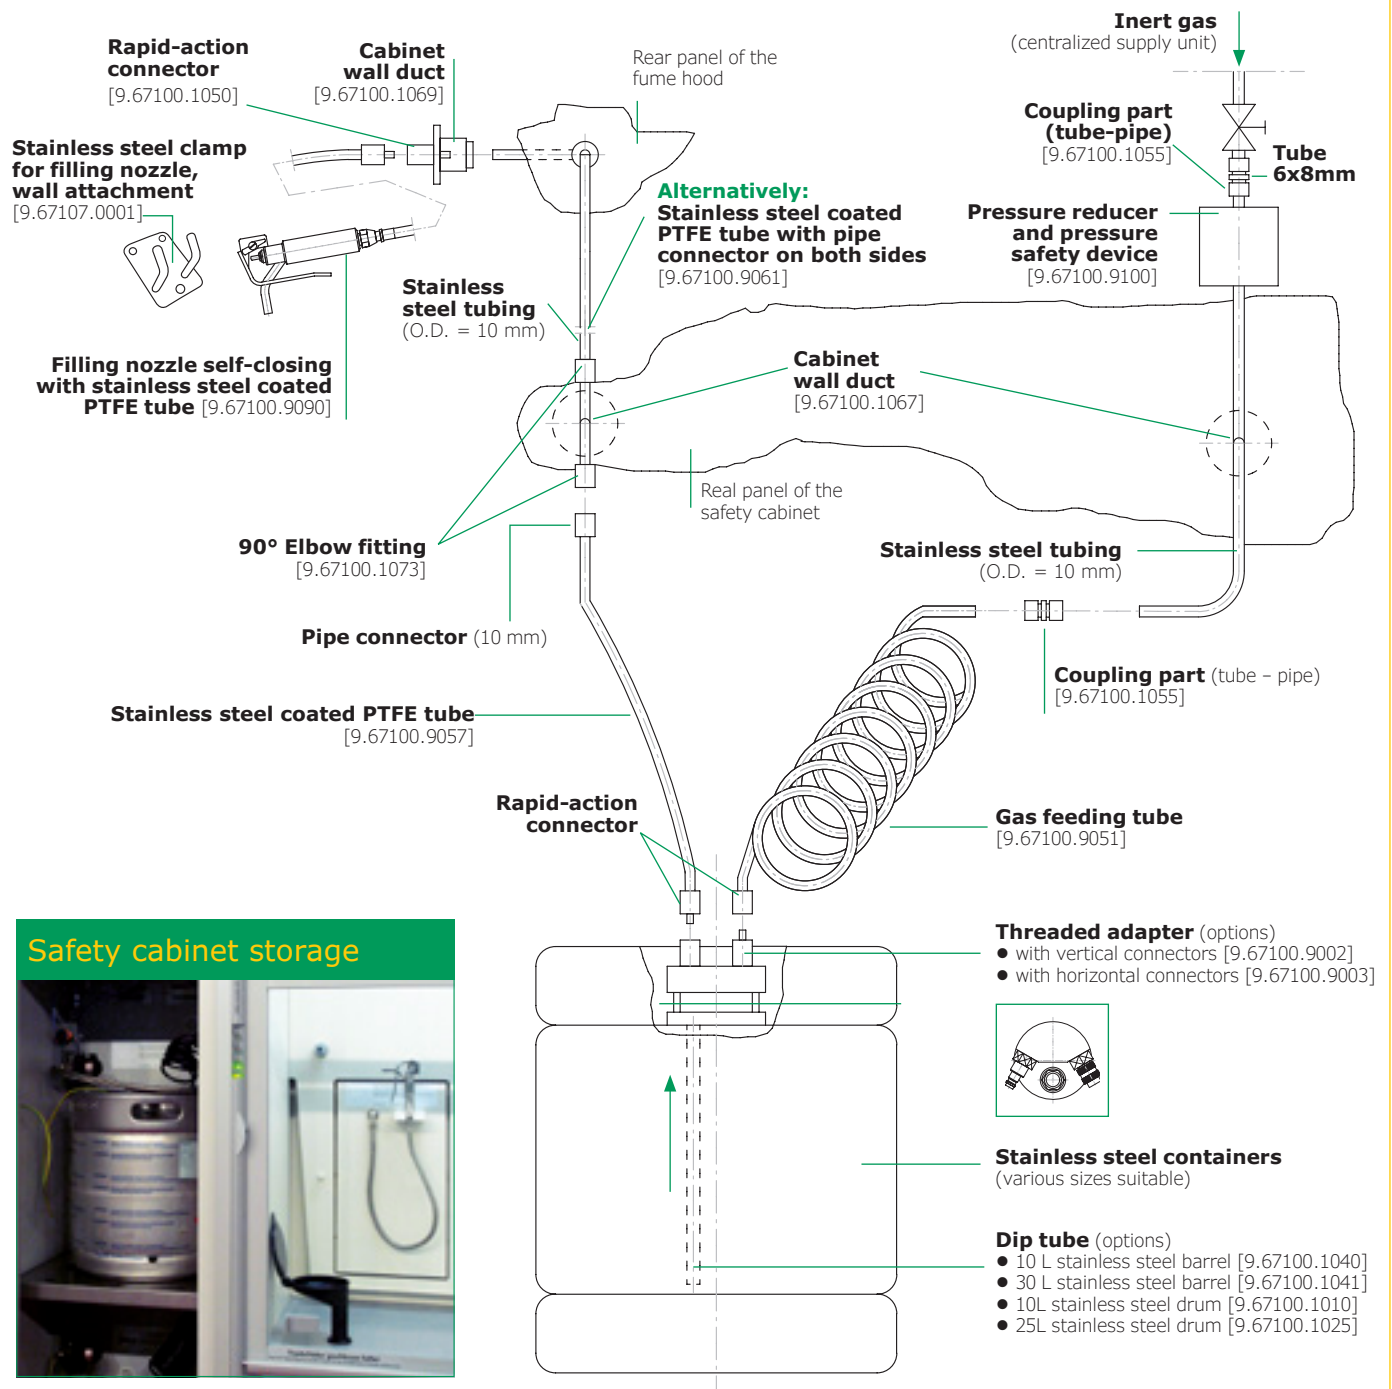 Inert gas
(centralized supply unit)
Rapid-action
connector
[9.67100.1050]
Cabinet
wall duct
[9.67100.1069]
Rear panel of the
fume hood
Coupling part
(tube-pipe)
[9.67100.1055]
Tube
6x8mm
Stainless steel clamp
for filling nozzle,
wall attachment
[9.67107.0001]
Alternatively:
Stainless steel coated
PTFE tube with pipe
connector on both sides
[9.67100.9061]
Pressure reducer
and pressure
safety device
[9.67100.9100]
Stainless
steel tubing
(O.D. = 10 mm)
Filling nozzle self-closing
with stainless steel coated
PTFE tube [9.67100.9090]
Cabinet
wall duct
[9.67100.1067]
Real panel of the
safety cabinet
90° Elbow fitting
[9.67100.1073]
Stainless steel tubing
(O.D. = 10 mm)
Pipe connector (10 mm)
Coupling part (tube – pipe)
[9.67100.1055]
Stainless steel coated PTFE tube
[9.67100.9057]
Rapid-action
connector
Gas feeding tube
[9.67100.9051]
Safety cabinet storage
Threaded adapter (options)
● with vertical connectors [9.67100.9002]
● with horizontal connectors [9.67100.9003]
Stainless steel containers
(various sizes suitable)
Dip tube (options)
● 10 L stainless steel barrel [9.67100.1040]
● 30 L stainless steel barrel [9.67100.1041]
● 10L stainless steel drum [9.67100.1010]
● 25L stainless steel drum [9.67100.1025]